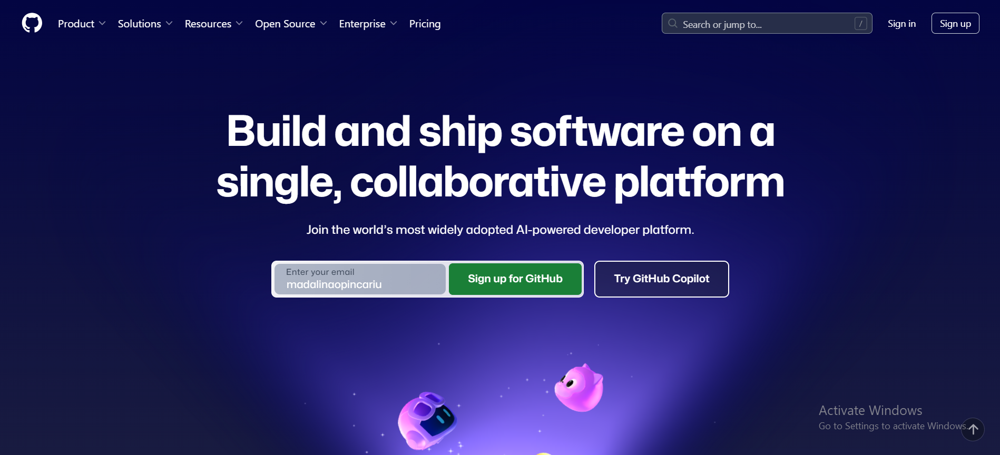 Product Solutions Resources Open Source Enterprise Pricing Search or jump to... / Sign in Sign up
Build and ship software on a
single, collaborative platform
Join the world’s most widely adopted AI-powered developer platform.
Enter your email
madalinaopincariu
Sign up for GitHub
Try GitHub Copilot
Activate Windows
Go to Settings to activate Windows.